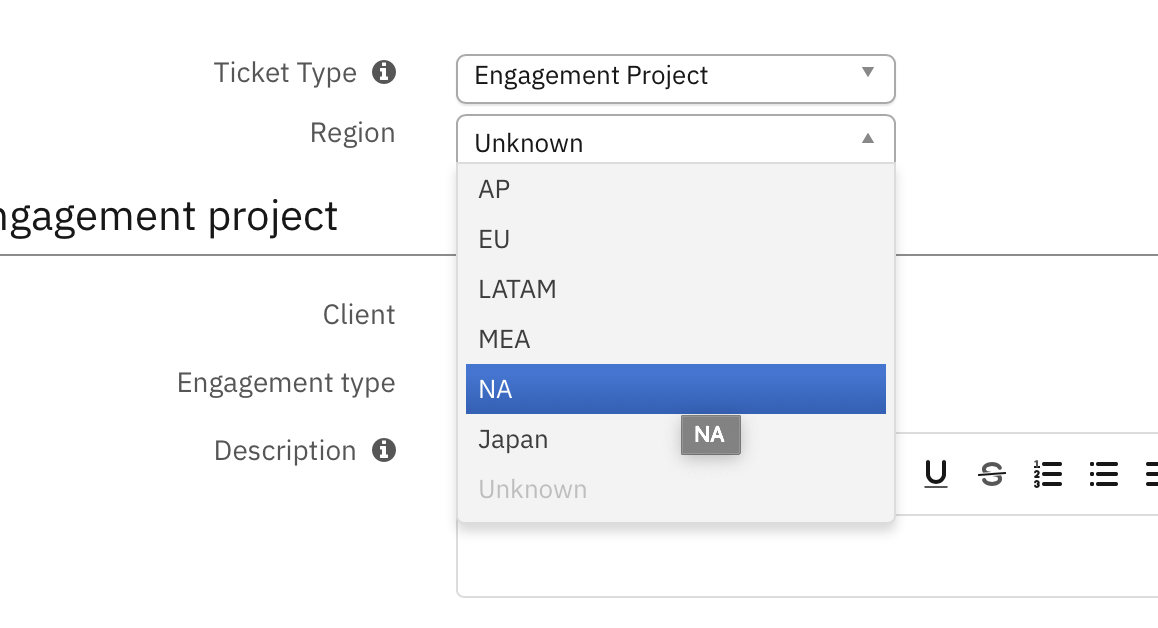 Ticket Type
Engagement Project
Region
Unknown
AP
EU
LATAM
MEA
NA
NA
Japan
Unknown
ngagement project
Client
Engagement type
Description
U S